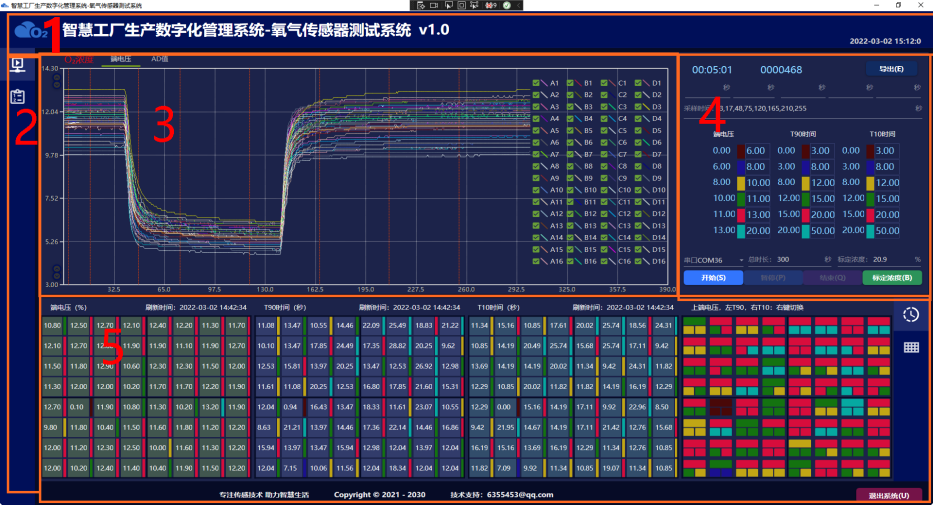 智慧工厂生产数字化管理系统-氧气传感器测试系统
1
O2 智慧工厂生产数字化管理系统-氧气传感器测试系统 v1.0
2022-03-02 15:12:0
2
3
4
5
O₂浓度 端电压 AD值
14.30
12.04
9.78
7.52
5.26
3.00
32.5 65.0 97.5 130.0 162.5 195.0 227.5 260.0 292.5 325.0 357.5 390.0
A1 B1 C1 D1
A2 B2 C2 D2
A3 B3 C3 D3
A4 B4 C4 D4
A5 B5 C5 D5
A6 B6 C6 D6
A7 B7 C7 D7
A8 B8 C8 D8
A9 B9 C9 D9
A10 B10 C10 D10
A11 B11 C11 D11
A12 B12 C12 D12
A13 B13 C13 D13
A14 B14 C14 D14
A15 B15 C15 D15
A16 B16 C16 D16
00:05:01 0000468 导出(E)
秒 秒 秒 秒
采样时间 3,17,48,75,120,165,210,255 秒
端电压 T90时间 T10时间
0.00 6.00 0.00 3.00 0.00 3.00
6.00 8.00 3.00 8.00 3.00 8.00
8.00 10.00 8.00 12.00 8.00 12.00
10.00 11.00 12.00 15.00 12.00 15.00
11.00 13.00 15.00 20.00 15.00 20.00
13.00 20.00 20.00 50.00 20.00 50.00
串口COM36 总时长: 300 秒 标定浓度: 20.9 %
开始(S) 暂停(P) 结束(Q) 标定浓度(B)
端电压 (%) 刷新时间: 2022-03-02 14:42:34 T90时间 (秒) 刷新时间: 2022-03-02 14:42:34 T10时间 (秒) 刷新时间: 2022-03-02 14:42:34 上端电压，左T90，右T10；右键切换
10.80 12.50 12.70 12.10 12.40 12.20 11.30 11.70 11.08 13.47 10.55 14.46 22.09 25.49 18.83 21.22 11.34 15.16 10.85 17.61 20.02 25.74 18.56 24.31
12.10 12.70 11.90 11.90 11.10 11.90 12.70 10.10 13.47 17.85 24.49 17.35 28.82 20.25 9.62 10.85 14.19 20.49 25.74 15.68 25.74 17.11 9.42
11.50 11.80 12.90 10.60 12.30 12.30 11.50 11.50 12.53 15.81 13.97 20.25 13.47 12.53 26.92 12.98 13.69 14.19 14.19 20.02 11.34 9.42 24.31 11.82
11.30 12.00 12.00 10.20 11.70 11.70 12.20 11.90 11.61 11.08 20.25 12.53 16.80 17.85 21.60 15.31 12.29 10.85 20.02 11.82 11.82 14.19 16.19 12.29
12.70 0.10 11.90 10.80 11.30 10.20 13.20 11.90 12.04 0.94 16.43 13.47 18.33 11.61 23.07 10.55 12.29 0.00 15.16 14.19 17.11 9.92 22.96 8.50
9.80 11.80 10.40 11.50 11.60 11.80 11.80 12.20 8.63 21.21 13.97 14.46 17.36 22.14 14.46 16.86 9.42 21.95 14.67 14.19 17.11 21.42 12.76 15.68
12.00 11.20 12.30 12.50 10.00 11.60 11.30 12.20 15.94 13.97 13.47 15.94 12.98 12.04 13.97 12.04 16.19 15.16 13.69 16.19 12.29 11.34 12.76 10.85
12.00 10.20 12.40 11.40 10.40 11.90 11.50 12.20 12.04 7.15 10.06 11.56 12.04 18.34 12.04 12.04 11.82 7.09 9.92 11.34 10.85 19.07 11.34 10.85
专注传感技术 助力智慧生活 Copyright © 2021 - 2030 技术支持：6355453@qq.com 退出系统(U)